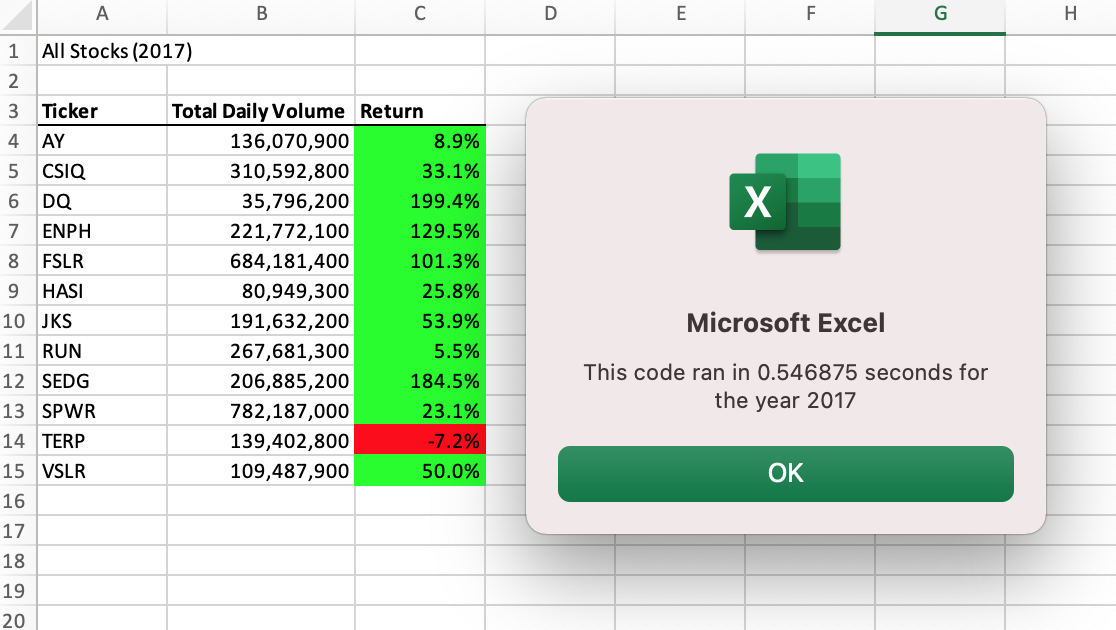 A B C D E F G H
1 All Stocks (2017)
2
3 Ticker Total Daily Volume Return
4 AY 136,070,900 8.9%
5 CSIQ 310,592,800 33.1%
6 DQ 35,796,200 199.4%
7 ENPH 221,772,100 129.5%
8 FSLR 684,181,400 101.3%
9 HASI 80,949,300 25.8%
10 JKS 191,632,200 53.9%
11 RUN 267,681,300 5.5%
12 SEDG 206,885,200 184.5%
13 SPWR 782,187,000 23.1%
14 TERP 139,402,800 -7.2%
15 VSLR 109,487,900 50.0%
16
17
18
19
20
X
Microsoft Excel
This code ran in 0.546875 seconds for
the year 2017
OK